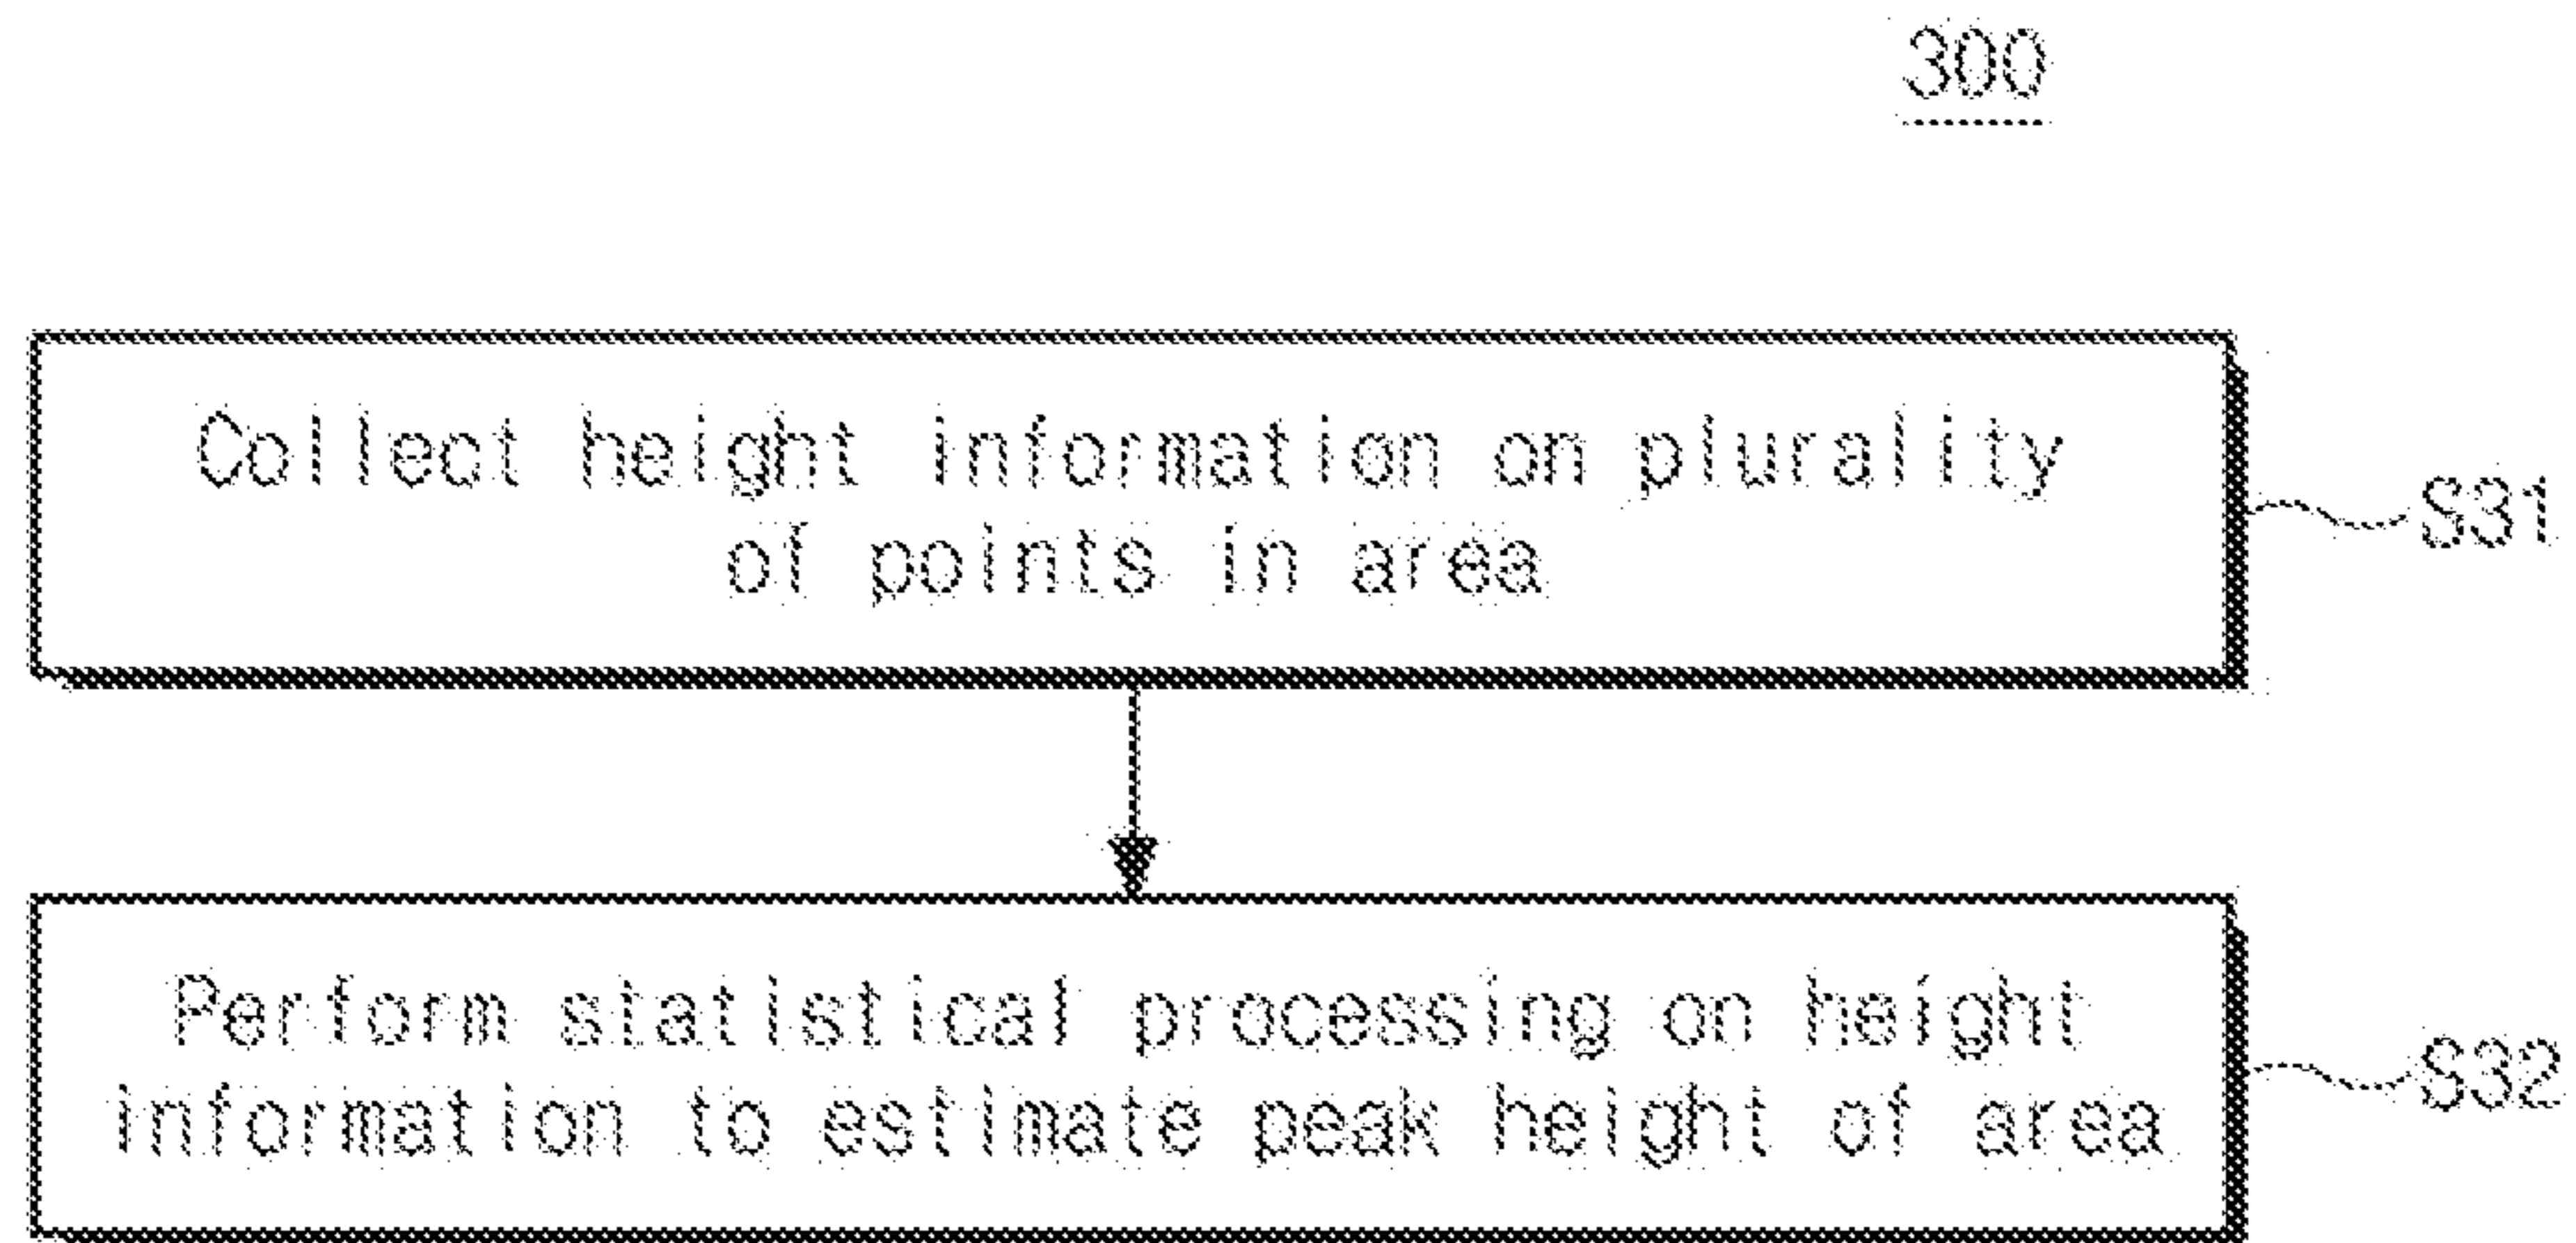 300
Collect height information on plurality
of points in area
S31
Perform statistical processing on height
information to estimate peak height of area
S32